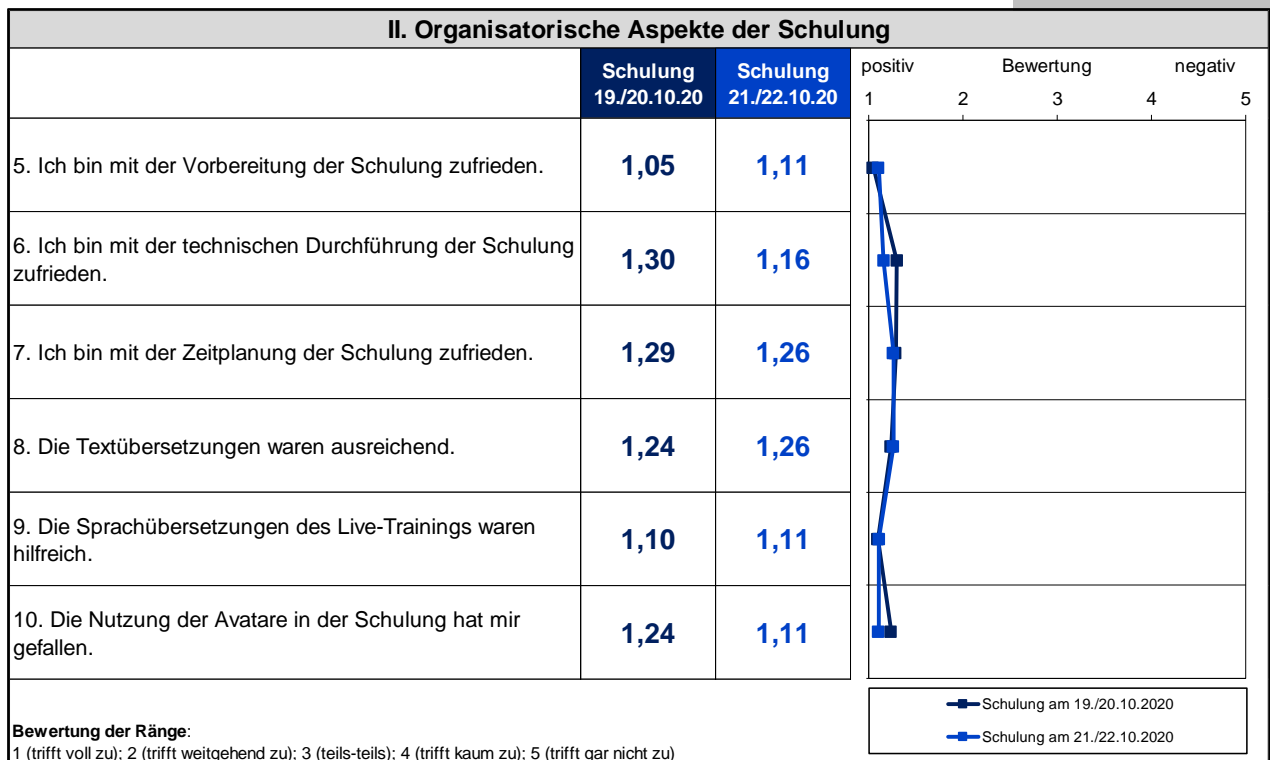 II. Organisatorische Aspekte der Schulung
Schulung
19./20.10.20
Schulung
21./22.10.20
positiv Bewertung negativ
1 2 3 4 5
5. Ich bin mit der Vorbereitung der Schulung zufrieden. 1,05 1,11
6. Ich bin mit der technischen Durchführung der Schulung
zufrieden.
1,30 1,16
7. Ich bin mit der Zeitplanung der Schulung zufrieden. 1,29 1,26
8. Die Textübersetzungen waren ausreichend. 1,24 1,26
9. Die Sprachübersetzungen des Live-Trainings waren
hilfreich.
1,10 1,11
10. Die Nutzung der Avatare in der Schulung hat mir
gefallen.
1,24 1,11
Schulung am 19./20.10.2020
Schulung am 21./22.10.2020
Bewertung der Ränge:
1 (trifft voll zu); 2 (trifft weitgehend zu); 3 (teils-teils); 4 (trifft kaum zu); 5 (trifft gar nicht zu)